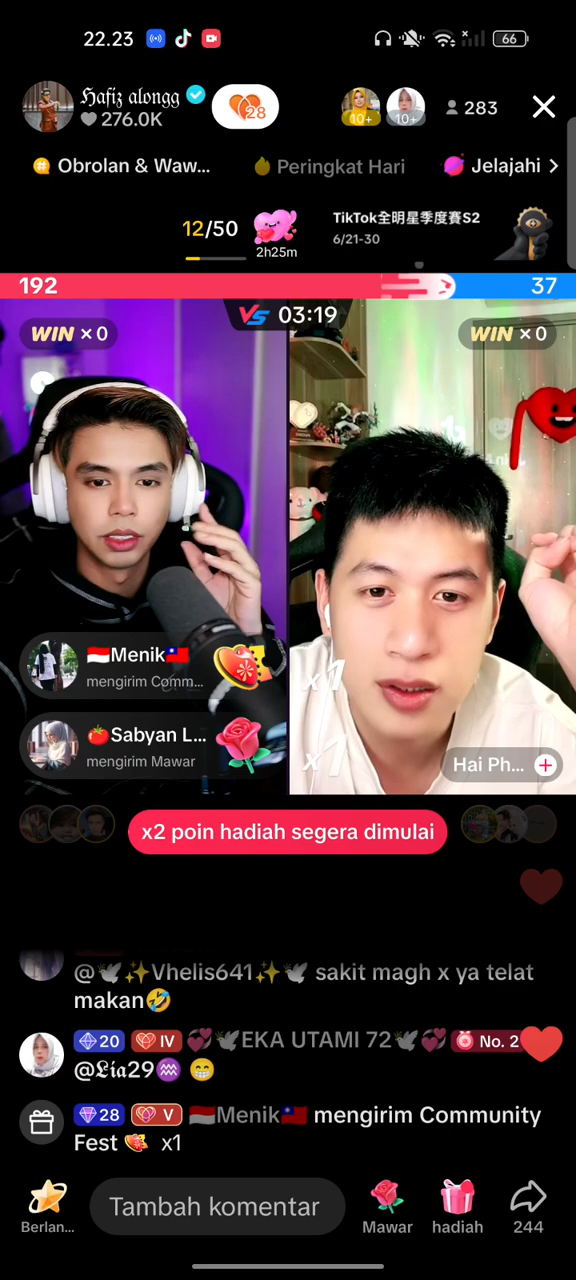 22.23
66
ℌ𝔞𝔣𝔦𝔷 𝔞𝔩𝔬𝔫𝔤𝔤
276.0K
28
10+
10+
283
Obrolan & Waw...
Peringkat Hari
Jelajahi
12/50
2h25m
TikTok全明星季度賽S2
6/21-30
192
VS 03:19
37
WIN × 0
WIN × 0
🇮🇩Menik🇹🇼
mengirim Comm...
🍅Sabyan L...
mengirim Mawar
x1
x1
Hai Ph...
x2 poin hadiah segera dimulai
@🕊️✨Vhelis641✨🕊️ sakit magh x ya telat
makan🤣
20 IV 💞🕊️EKA UTAMI 72🕊️💞 No. 2
@𝕷𝖎𝖆29♒ 😁
28 V 🇮🇩Menik🇹🇼 mengirim Community
Fest x1
Berlan...
Tambah komentar
Mawar
hadiah
244